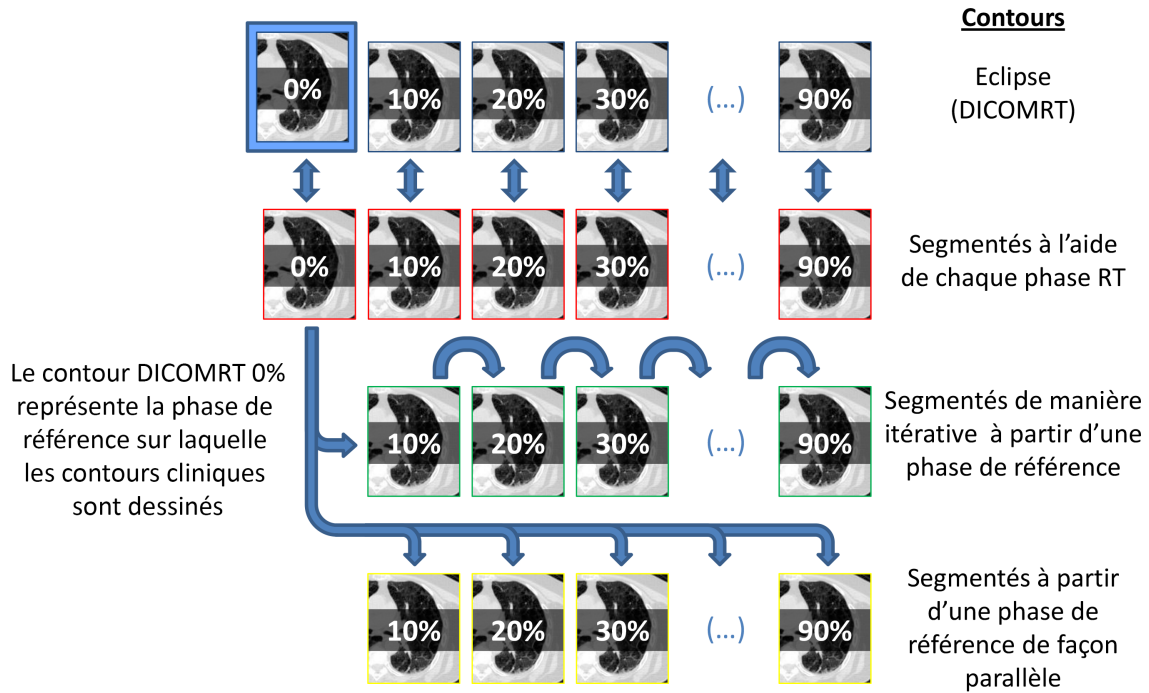 Contours
0%
10%
20%
30%
(...)
90%
Eclipse
(DICOMRT)
0%
10%
20%
30%
(...)
90%
Segmentés à l'aide
de chaque phase RT
Le contour DICOMRT 0%
représente la phase de
référence sur laquelle
les contours cliniques
sont dessinés
10%
20%
30%
(...)
90%
Segmentés de manière
itérative à partir d'une
phase de référence
10%
20%
30%
(...)
90%
Segmentés à partir
d'une phase de
référence de façon
parallèle